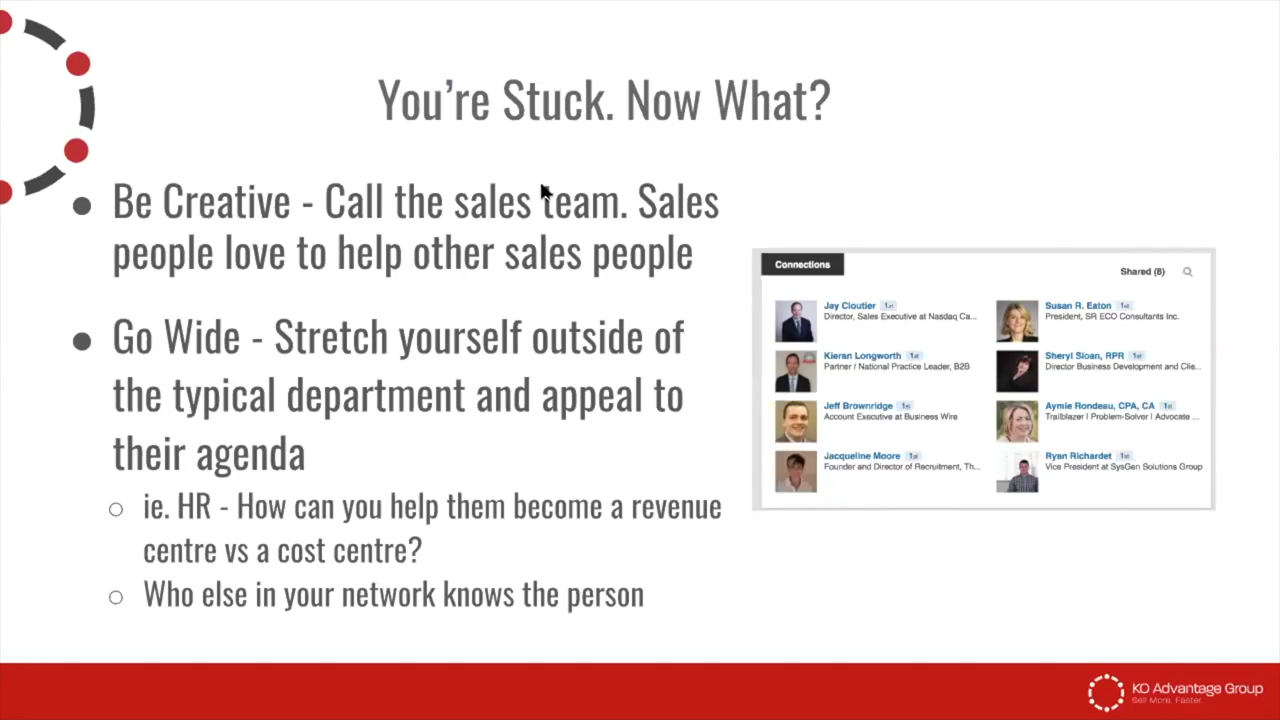 You're Stuck. Now What?
Be Creative - Call the sales team. Sales
people love to help other sales people
Go Wide - Stretch yourself outside of
the typical department and appeal to
their agenda
ie. HR - How can you help them become a revenue
centre vs a cost centre?
Who else in your network knows the person
Connections
Shared (8)
Jay Cloutier 1st
Director, Sales Executive at Nasdaq Ca...
Susan R. Eaton 1st
President, SR ECO Consultants Inc.
Kieran Longworth 1st
Partner / National Practice Leader, B2B
Sheryl Sloan, RPR 1st
Director Business Development and Clie...
Jeff Brownridge 1st
Account Executive at Business Wire
Aymie Rondeau, CPA, CA 1st
Trailblazer I Problem-Solver I Advocate ...
Jacqueline Moore 1st
Founder and Director of Recruitment, Th...
Ryan Richardet 1st
Vice President at SysGen Solutions Group
KO Advantage Group
Sell More. Faster.